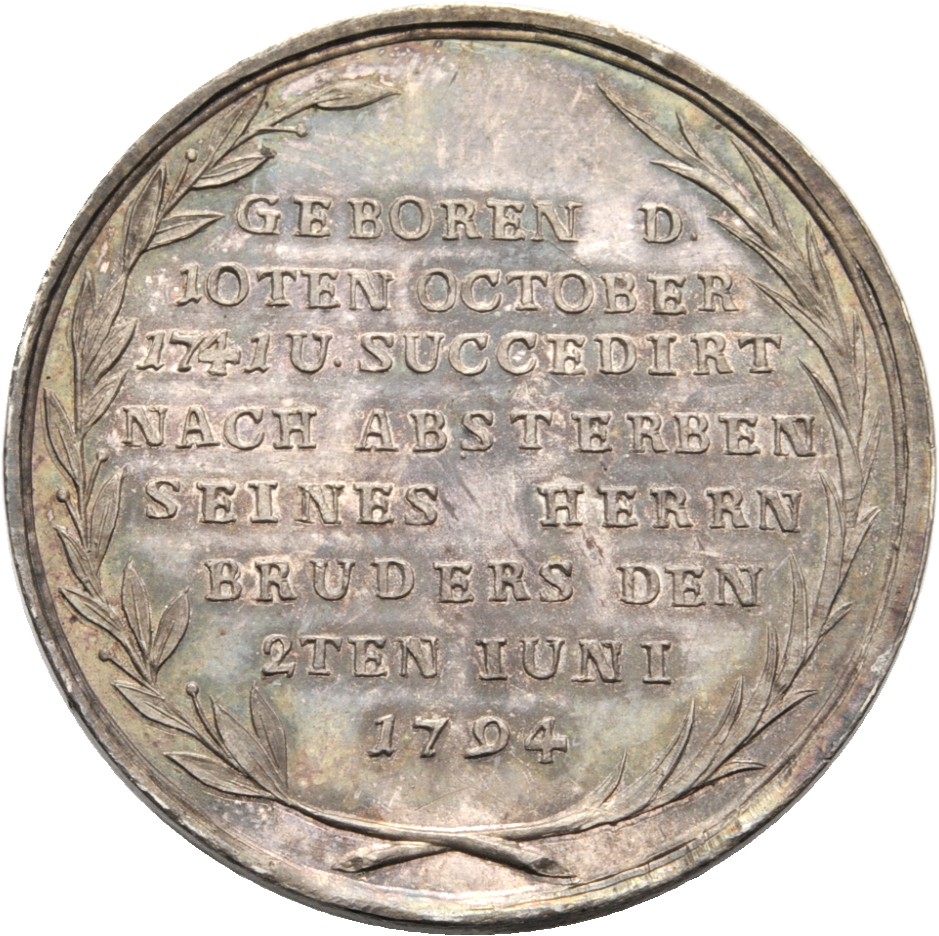 GEBOREN D.
10TEN OCTOBER
1741 U. SUCCEDIRT
NACH ABSTERBEN
SEINES HERRN
BRUDERS DEN
2TEN IUNI
1794